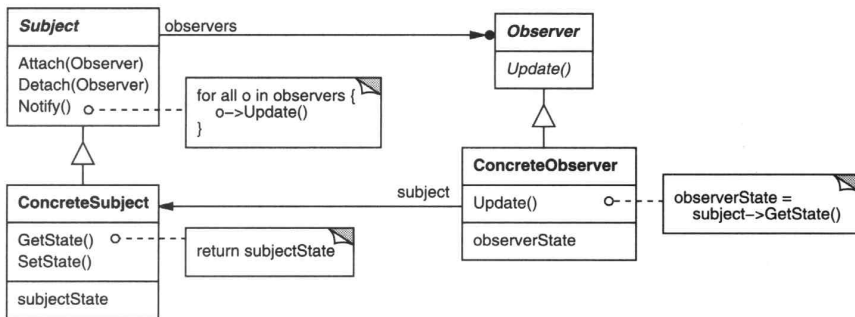 Subject
Attach(Observer)
Detach(Observer)
Notify()
observers
Observer
Update()
for all o in observers {
o->Update()
}
ConcreteSubject
GetState()
SetState()
subjectState
return subjectState
subject
ConcreteObserver
Update()
observerState
observerState =
subject->GetState()